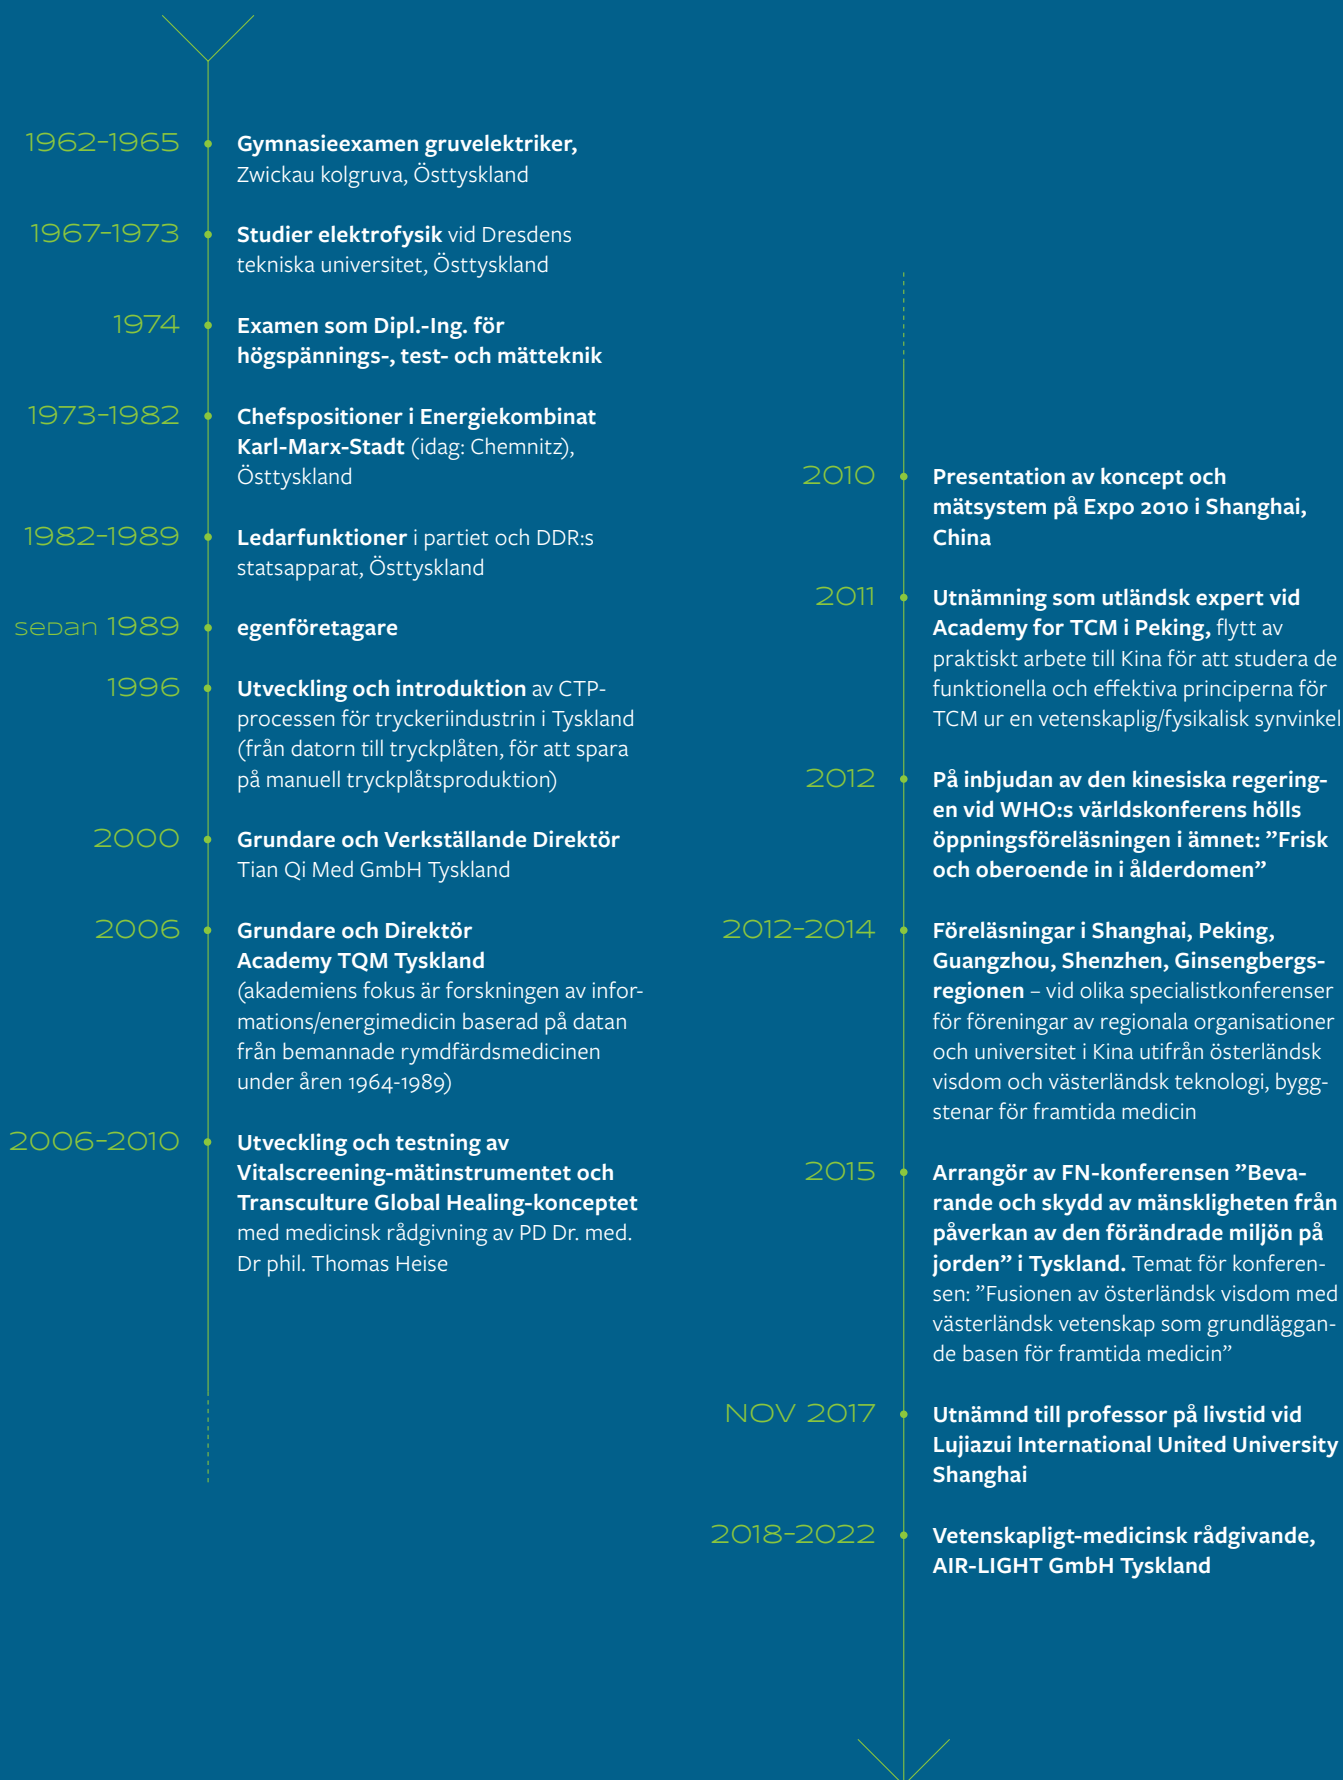 1962-1965
Gymnasieexamen gruvelektriker,
Zwickau kolgruva, Östtyskland
1967-1973
Studier elektrofysik vid Dresdens
tekniska universitet, Östtyskland
1974
Examen som Dipl.-Ing. för
högspännings-, test- och mätteknik
1973-1982
Chefspositioner i Energiekombinat
Karl-Marx-Stadt (idag: Chemnitz),
Östtyskland
1982-1989
Ledarfunktioner i partiet och DDR:s
statsapparat, Östtyskland
sedan 1989
egenföretagare
1996
Utveckling och introduktion av CTP-
processen för tryckeriindustrin i Tyskland
(från datorn till tryckplåten, för att spara
på manuell tryckplåtsproduktion)
2000
Grundare och Verkställande Direktör
Tian Qi Med GmbH Tyskland
2006
Grundare och Direktör
Academy TQM Tyskland
(akademiens fokus är forskningen av infor-
mations/energimedicin baserad på datan
från bemannade rymdfärdsmedicinen
under åren 1964-1989)
2006-2010
Utveckling och testning av
Vitalscreening-mätinstrumentet och
Transculture Global Healing-konceptet
med medicinsk rådgivning av PD Dr. med.
Dr phil. Thomas Heise
2010
Presentation av koncept och
mätsystem på Expo 2010 i Shanghai,
China
2011
Utnämning som utländsk expert vid
Academy for TCM i Peking, flytt av
praktiskt arbete till Kina för att studera de
funktionella och effektiva principerna för
TCM ur en vetenskaplig/fysikalisk synvinkel
2012
På inbjudan av den kinesiska regering-
en vid WHO:s världskonferens hölls
öppningsföreläsningen i ämnet: ”Frisk
och oberoende in i ålderdomen”
2012-2014
Föreläsningar i Shanghai, Peking,
Guangzhou, Shenzhen, Ginsengbergs-
regionen – vid olika specialistkonferenser
för föreningar av regionala organisationer
och universitet i Kina utifrån österländsk
visdom och västerländsk teknologi, bygg-
stenar för framtida medicin
2015
Arrangör av FN-konferensen ”Beva-
rande och skydd av mänskligheten från
påverkan av den förändrade miljön på
jorden” i Tyskland. Temat för konferen-
sen: ”Fusionen av österländsk visdom med
västerländsk vetenskap som grundläggan-
de basen för framtida medicin”
NOV 2017
Utnämnd till professor på livstid vid
Lujiazui International United University
Shanghai
2018-2022
Vetenskapligt-medicinsk rådgivande,
AIR-LIGHT GmbH Tyskland